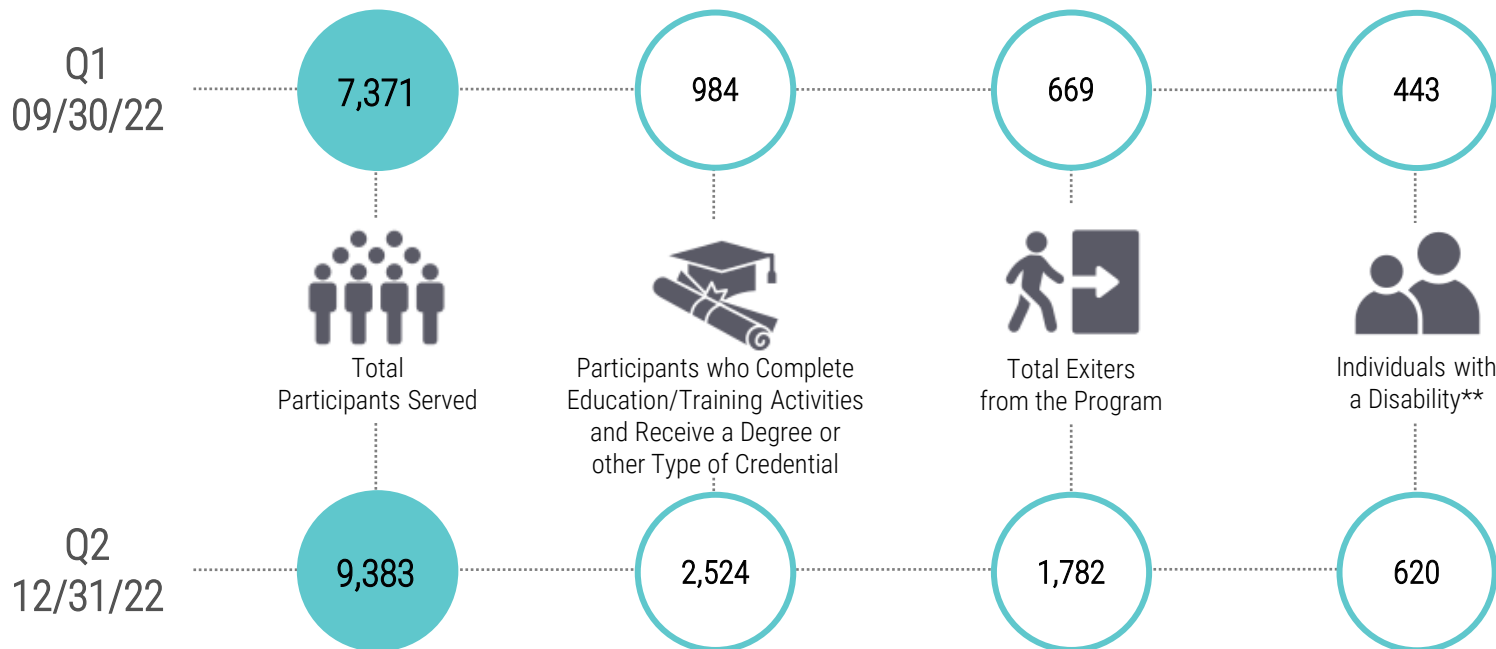 Q1
09/30/22
7,371
984
669
443
Total
Participants Served
Participants who Complete
Education/Training Activities
and Receive a Degree or
other Type of Credential
Total Exiters
from the Program
Individuals with
a Disability**
Q2
12/31/22
9,383
2,524
1,782
620